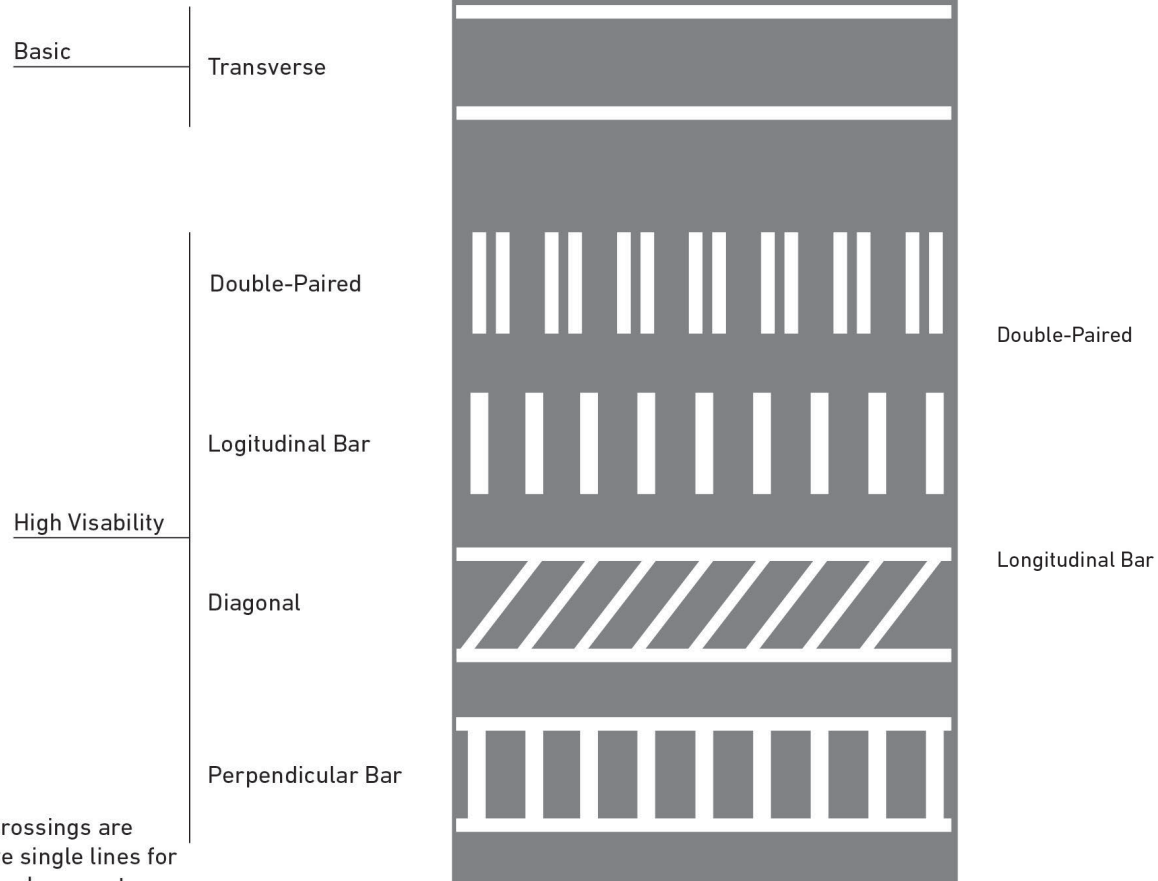 Basic
Transverse
Double-Paired
Logitudinal Bar
High Visability
Diagonal
Perpendicular Bar
Double-Paired
Longitudinal Bar
are
single lines for